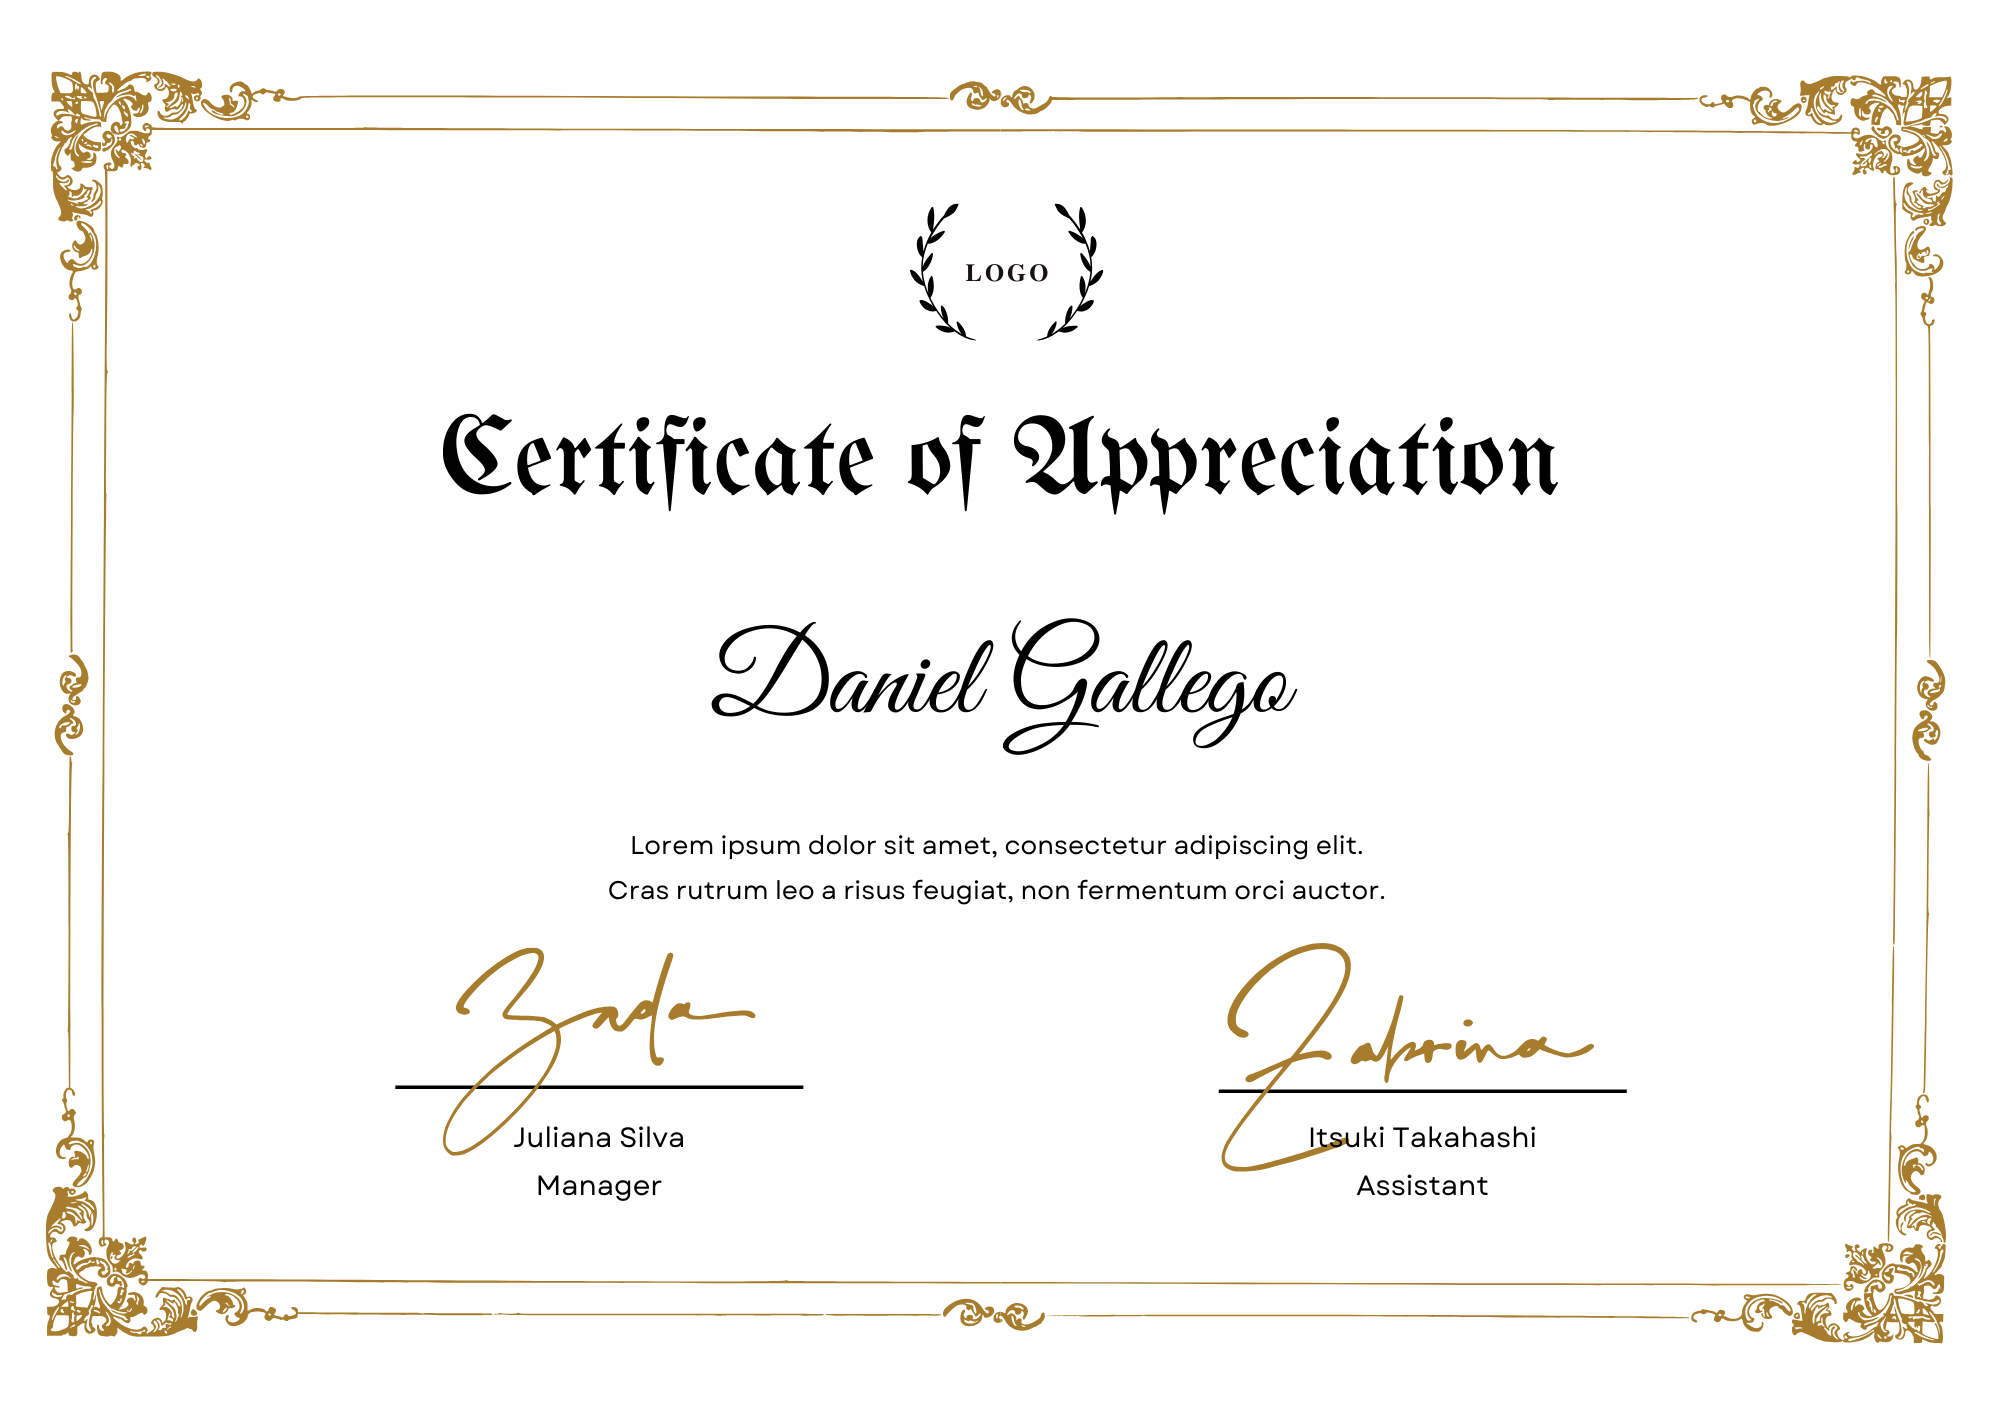 LOGO
Certificate of Appreciation
Daniel Gallego
Lorem ipsum dolor sit amet, consectetur adipiscing elit.
Cras rutrum leo a risus feugiat, non fermentum orci auctor.
Zada
Zabrina
Juliana Silva
Itsuki Takahashi
Manager
Assistant